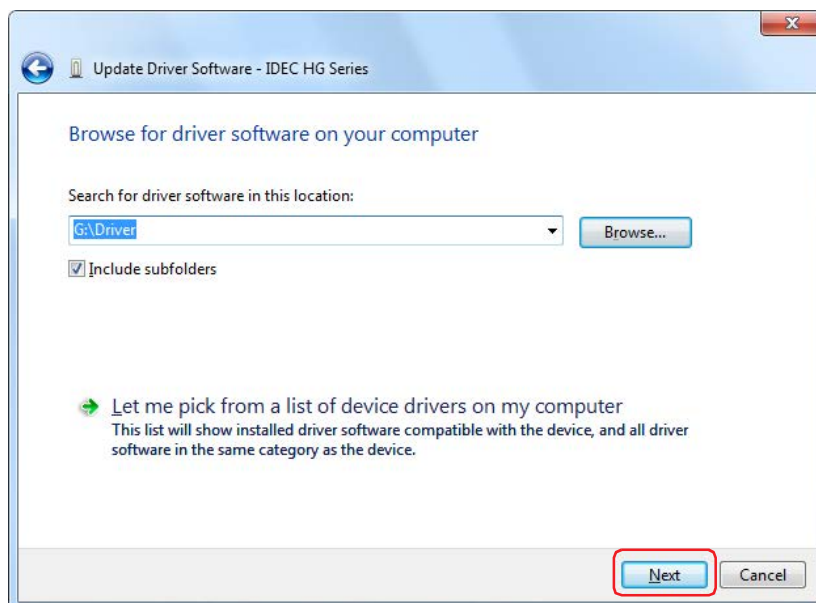 Update Driver Software - IDEC HG Series
Browse for driver software on your computer
Search for driver software in this location:
G:\Driver
Browse...
Include subfolders
Let me pick from a list of device drivers on my computer
This list will show installed driver software compatible with the device, and all driver
software in the same category as the device.
Next
Cancel